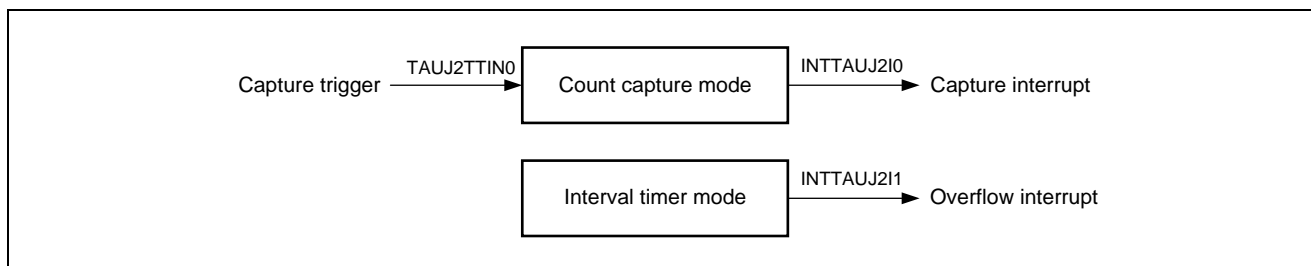 Capture trigger TAUJ2TTIN0 Count capture mode INTTAUJ2I0 Capture interrupt
Interval timer mode INTTAUJ2I1 Overflow interrupt